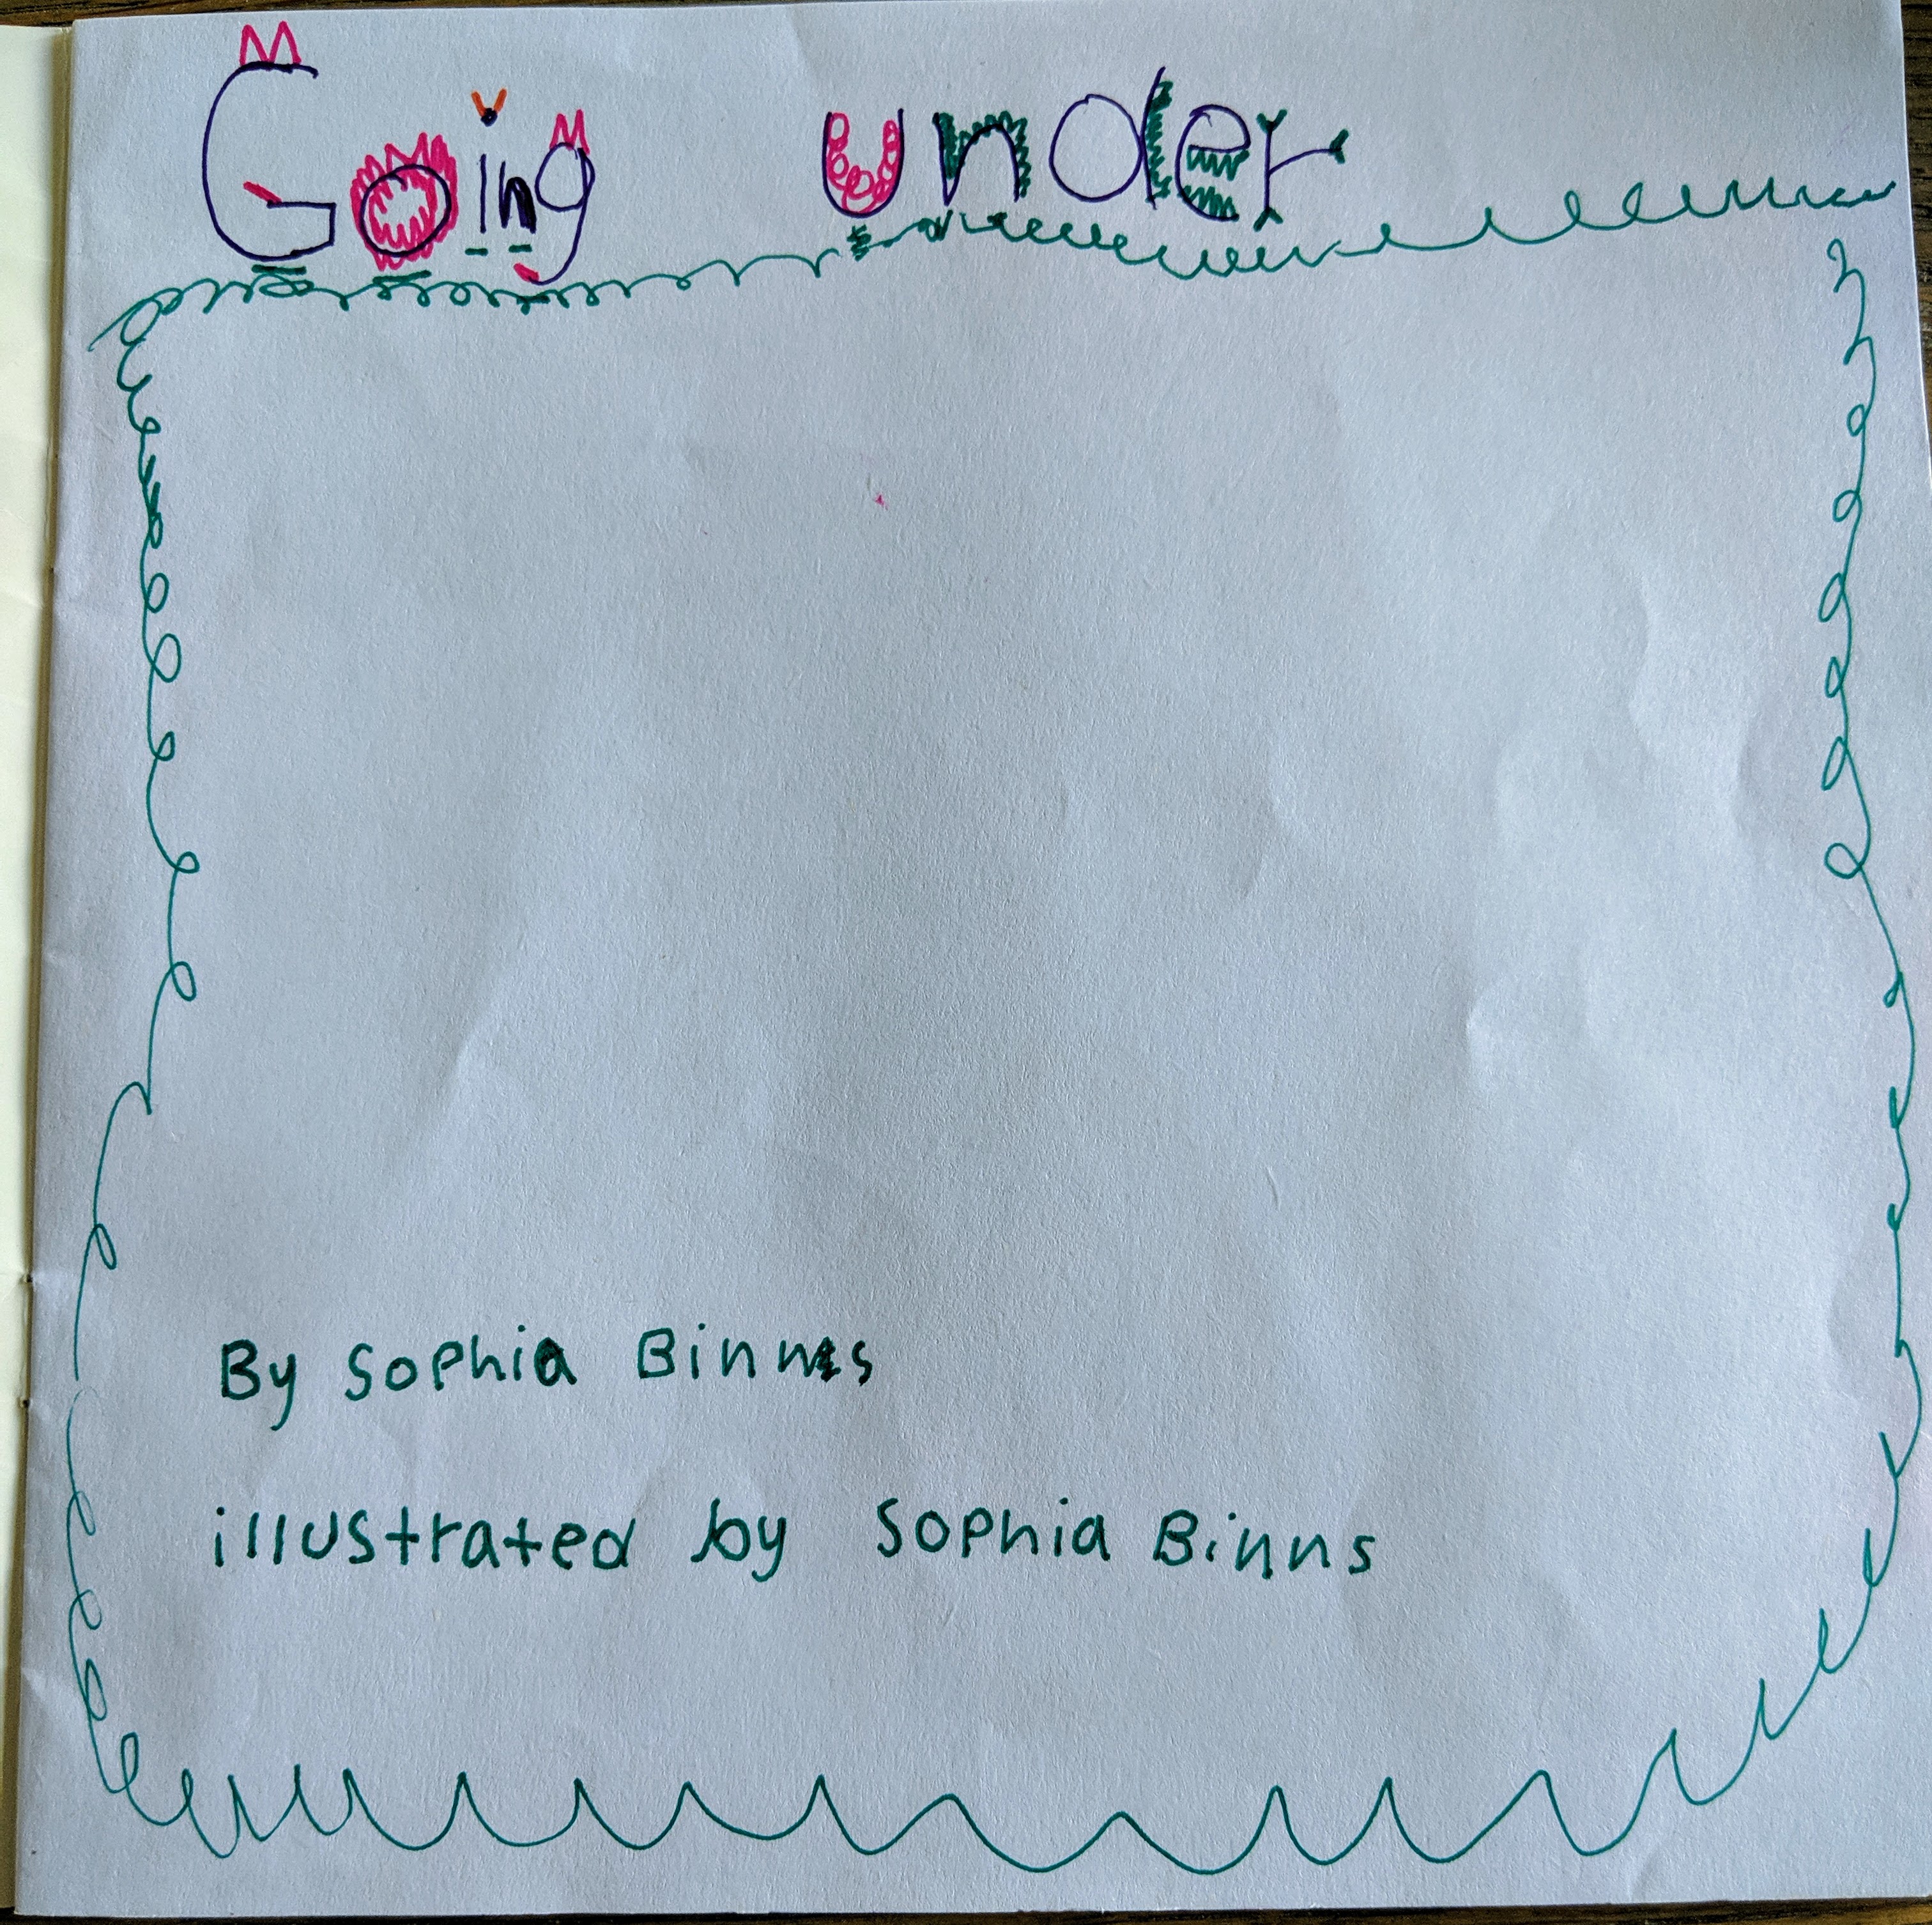 Going under
By Sophia Binns
illustrated by Sophia Binns